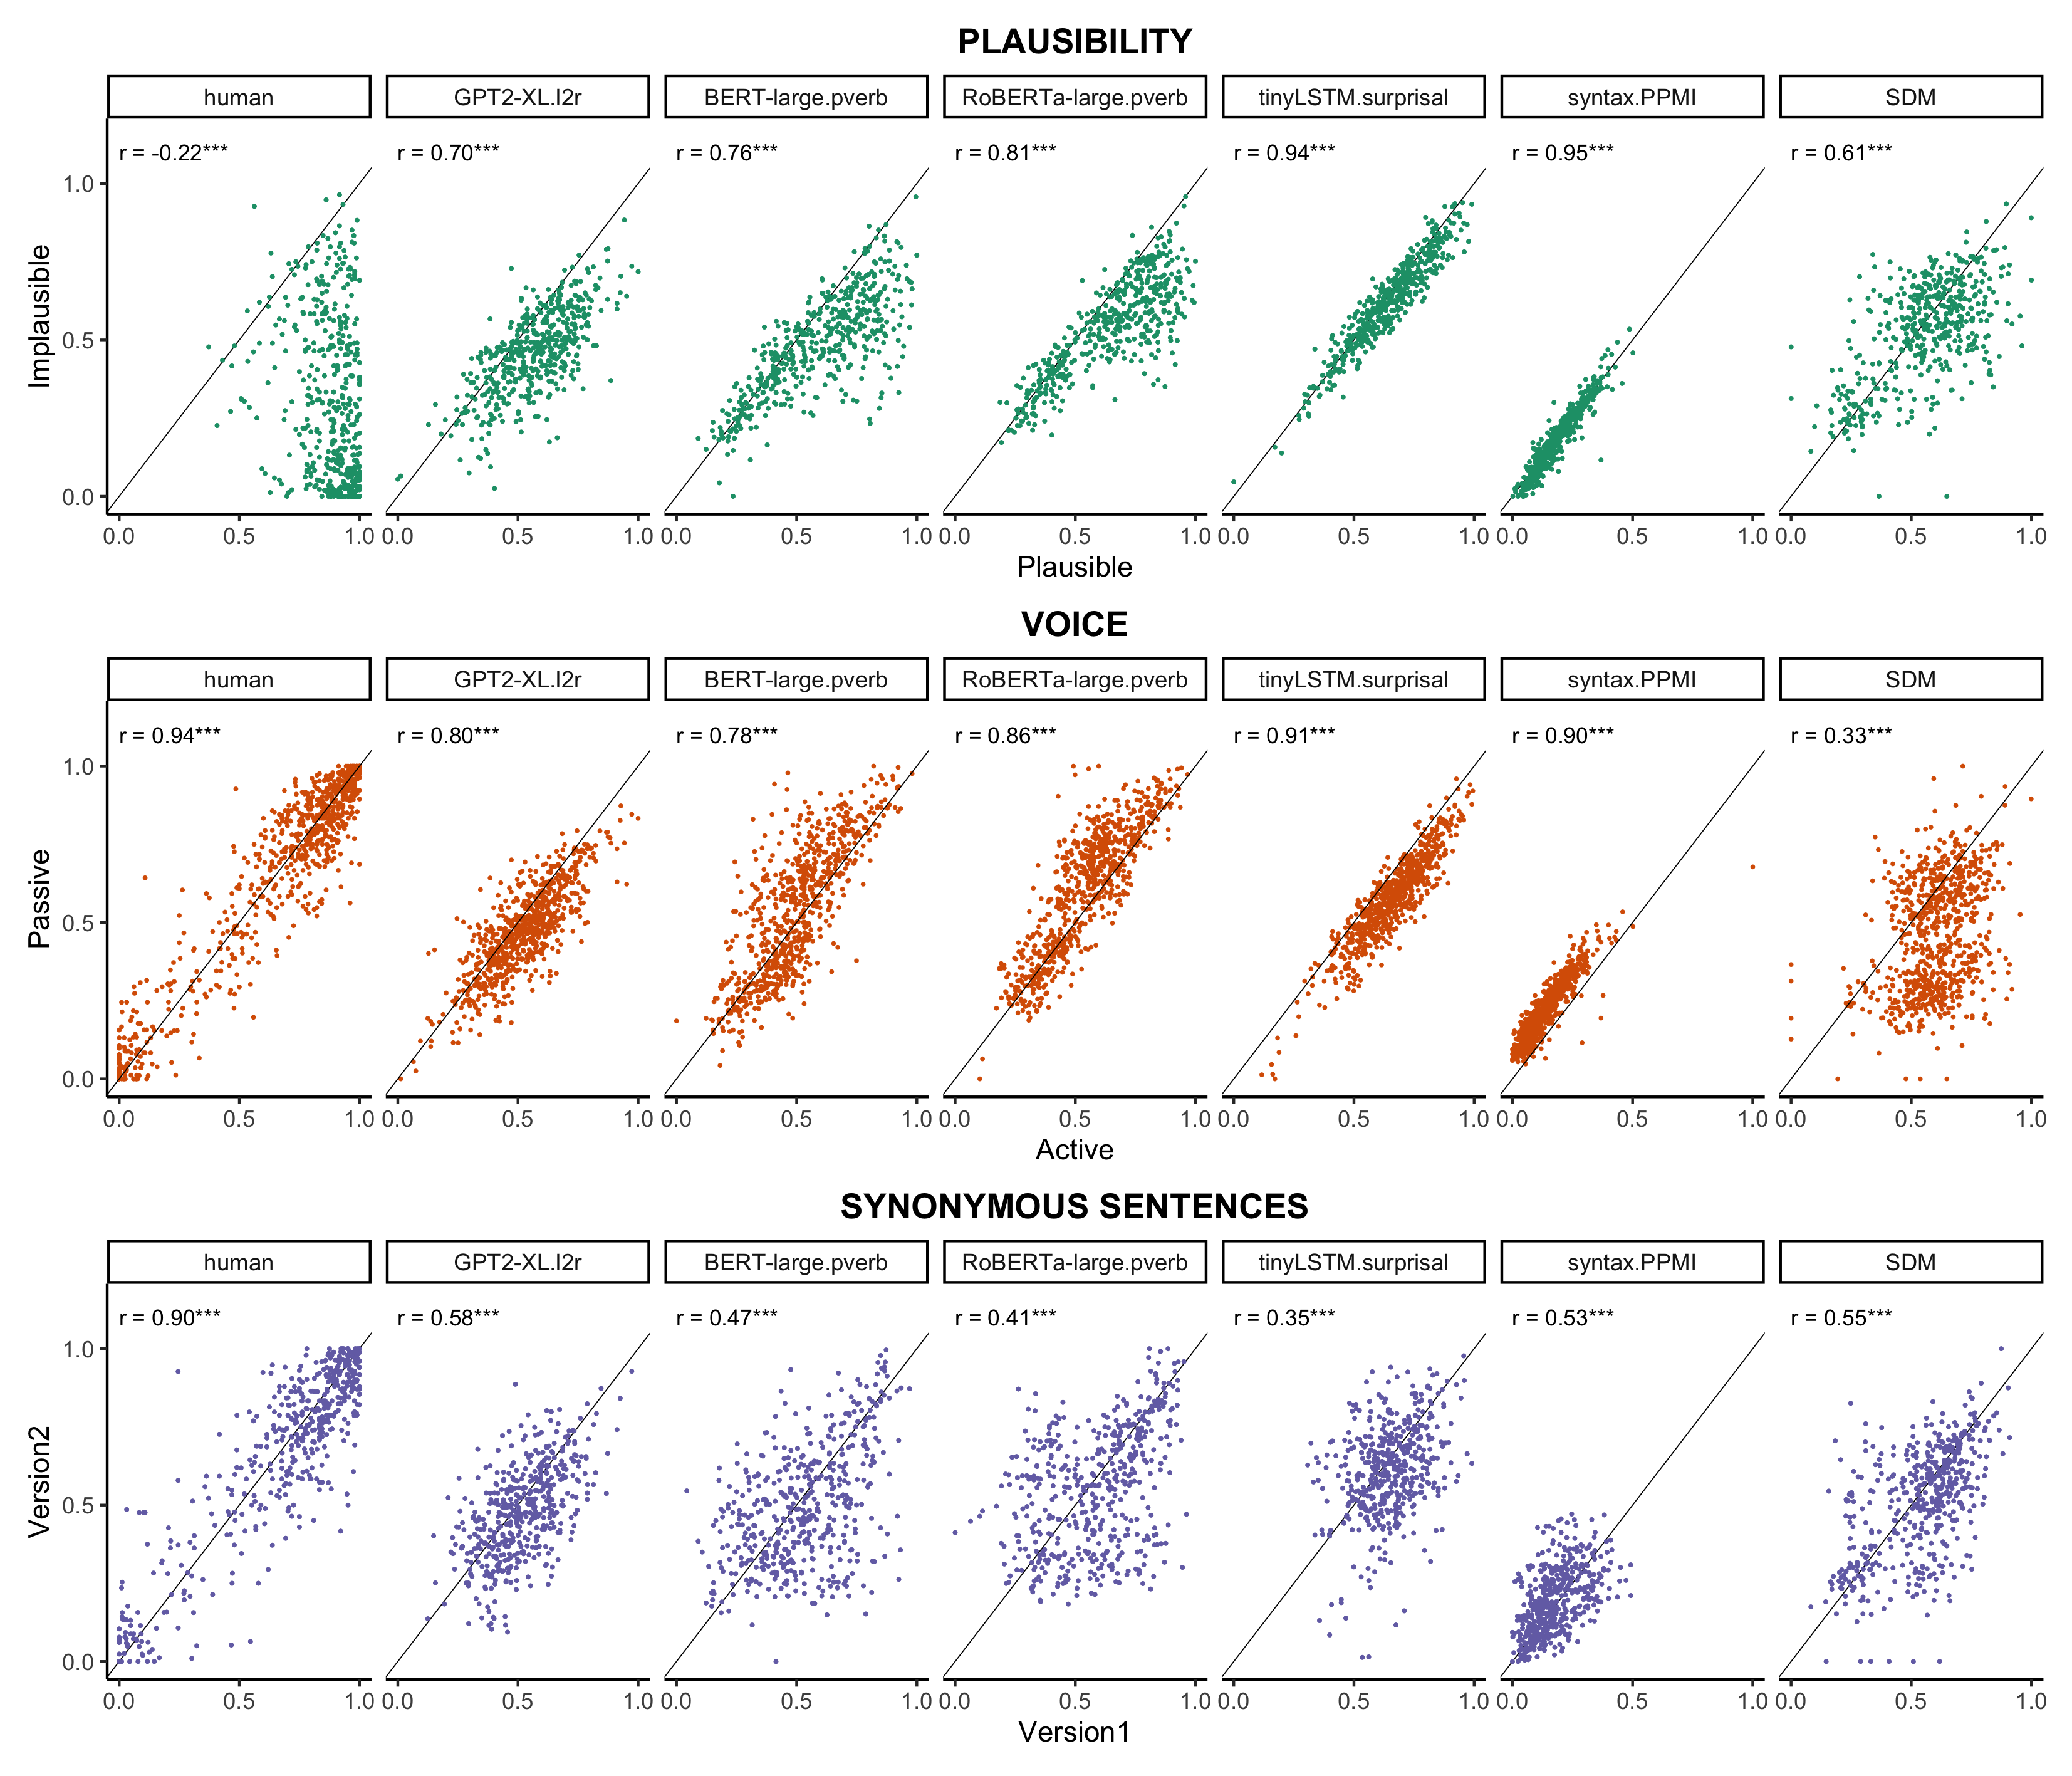 PLAUSIBILITY
human GPT2-XL.l2r BERT-large.pverb RoBERTa-large.pverb tinyLSTM.surprisal syntax.PPMI SDM
r = -0.22*** r = 0.70*** r = 0.76*** r = 0.81*** r = 0.94*** r = 0.95*** r = 0.61***
1.0
Implausible
0.5
0.0
0.0 0.5 1.0 0.0 0.5 1.0 0.0 0.5 1.0 0.0 0.5 1.0 0.0 0.5 1.0 0.0 0.5 1.0 0.0 0.5 1.0
Plausible
VOICE
human GPT2-XL.l2r BERT-large.pverb RoBERTa-large.pverb tinyLSTM.surprisal syntax.PPMI SDM
r = 0.94*** r = 0.80*** r = 0.78*** r = 0.86*** r = 0.91*** r = 0.90*** r = 0.33***
1.0
Passive
0.5
0.0
0.0 0.5 1.0 0.0 0.5 1.0 0.0 0.5 1.0 0.0 0.5 1.0 0.0 0.5 1.0 0.0 0.5 1.0 0.0 0.5 1.0
Active
SYNONYMOUS SENTENCES
human GPT2-XL.l2r BERT-large.pverb RoBERTa-large.pverb tinyLSTM.surprisal syntax.PPMI SDM
r = 0.90*** r = 0.58*** r = 0.47*** r = 0.41*** r = 0.35*** r = 0.53*** r = 0.55***
1.0
Version2
0.5
0.0
0.0 0.5 1.0 0.0 0.5 1.0 0.0 0.5 1.0 0.0 0.5 1.0 0.0 0.5 1.0 0.0 0.5 1.0 0.0 0.5 1.0
Version1